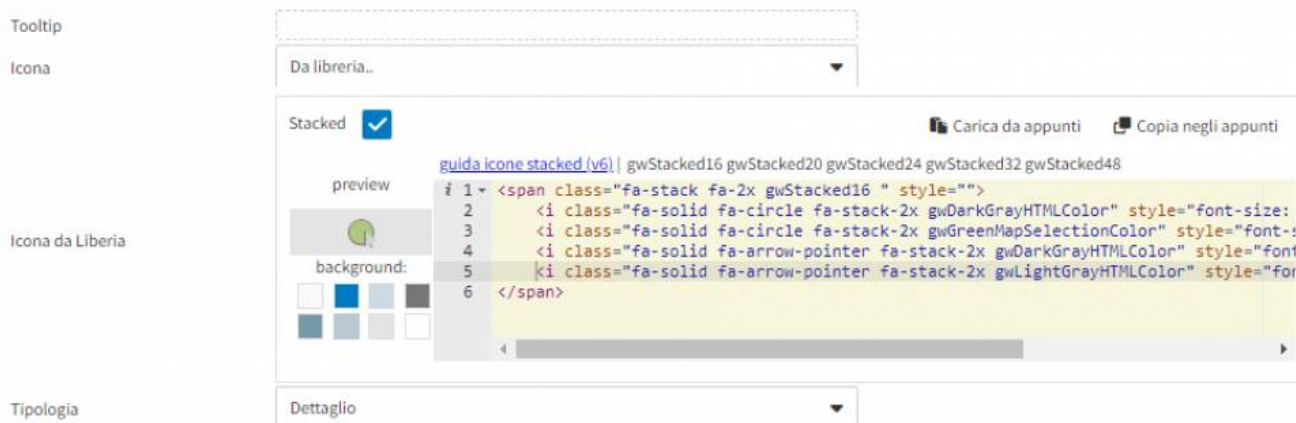 Tooltip
Icona
Da libreria..
Stacked
Carica da appunti
Copia negli appunti
guida icone stacked (v6) | gwStacked16 gwStacked20 gwStacked24 gwStacked32 gwStacked48
preview
i 1 <span class="fa-stack fa-2x gwStacked16 " style="">
2 <i class="fa-solid fa-circle fa-stack-2x gwDarkGrayHTMLColor" style="font-size:
3 <i class="fa-solid fa-circle fa-stack-2x gwGreenMapSelectionColor" style="font-s
4 <i class="fa-solid fa-arrow-pointer fa-stack-2x gwDarkGrayHTMLColor" style="font
5 <i class="fa-solid fa-arrow-pointer fa-stack-2x gwLightGrayHTMLColor" style="fon
6 </span>
Icona da Liberia
background:
Tipologia
Dettaglio